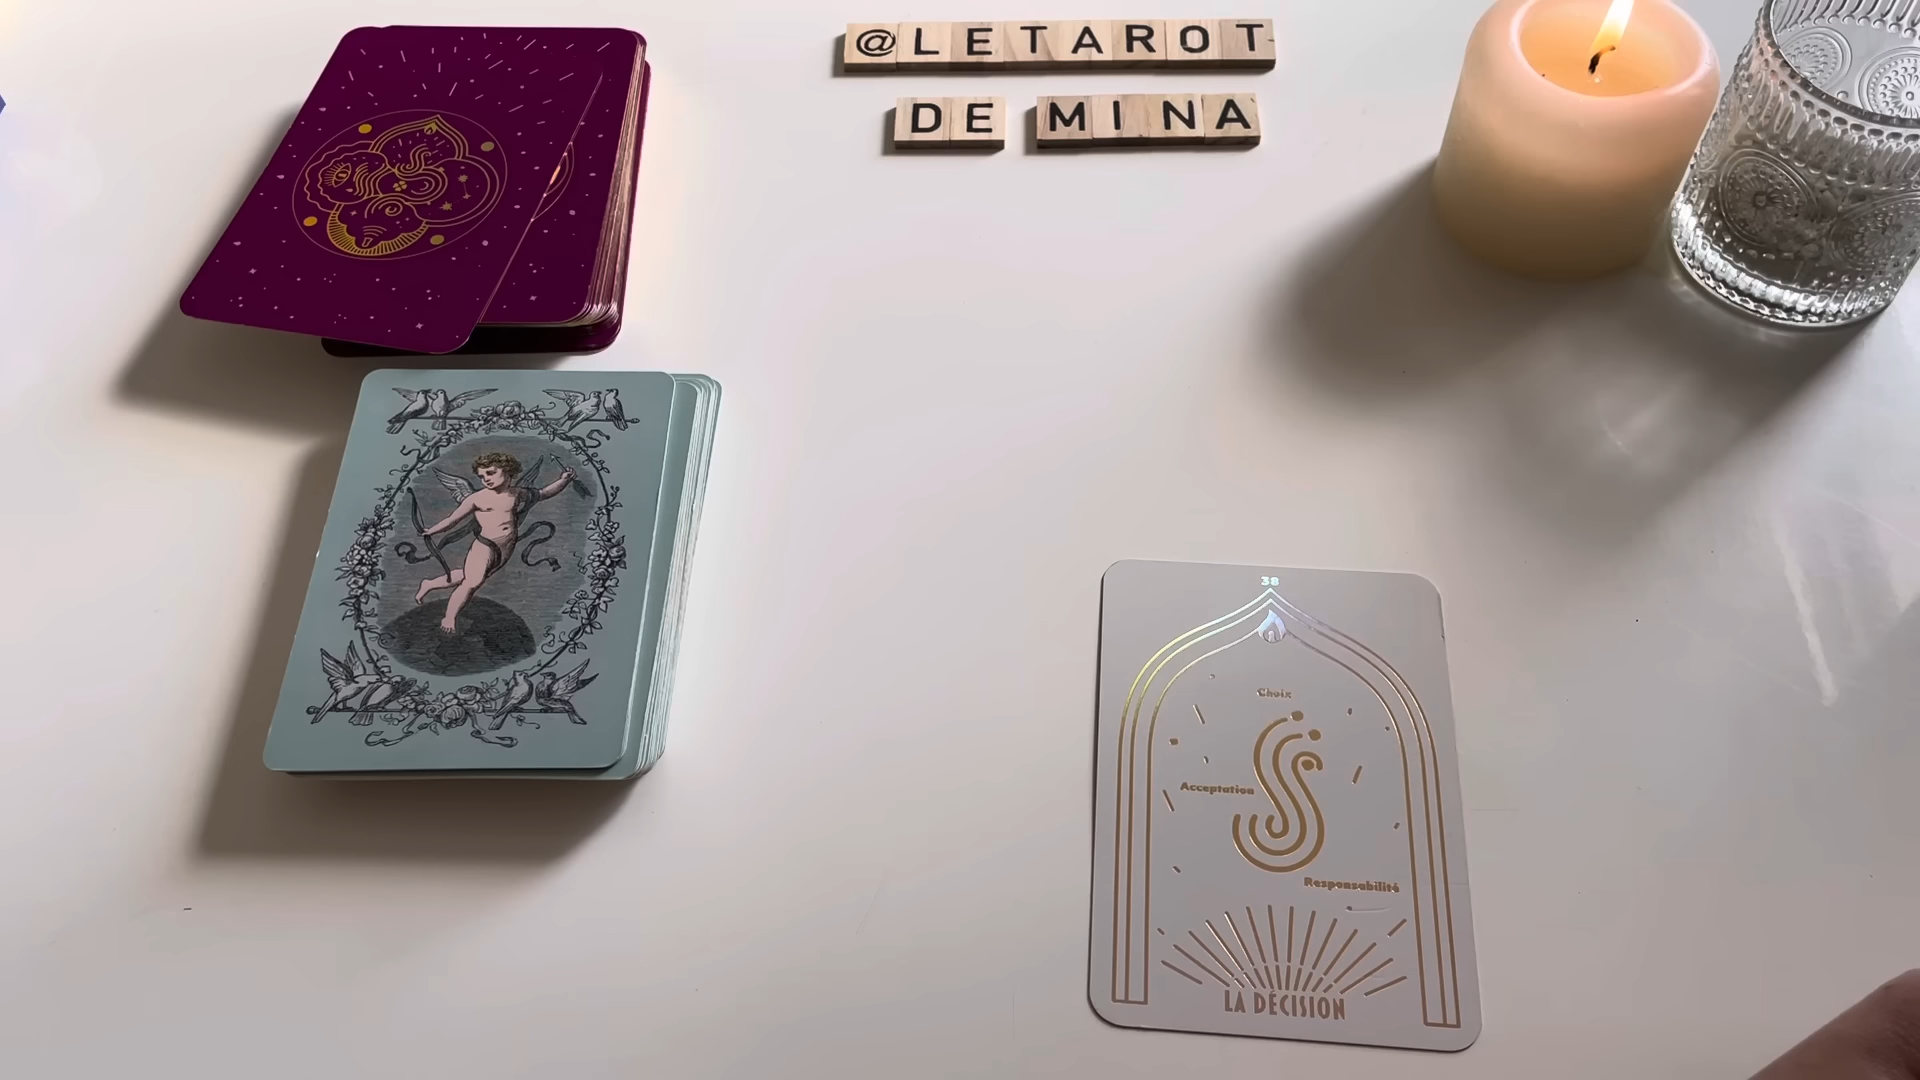 @LETAROT
DE MINA
38
Choix
Acceptation
Responsabilité
LA DÉCISION